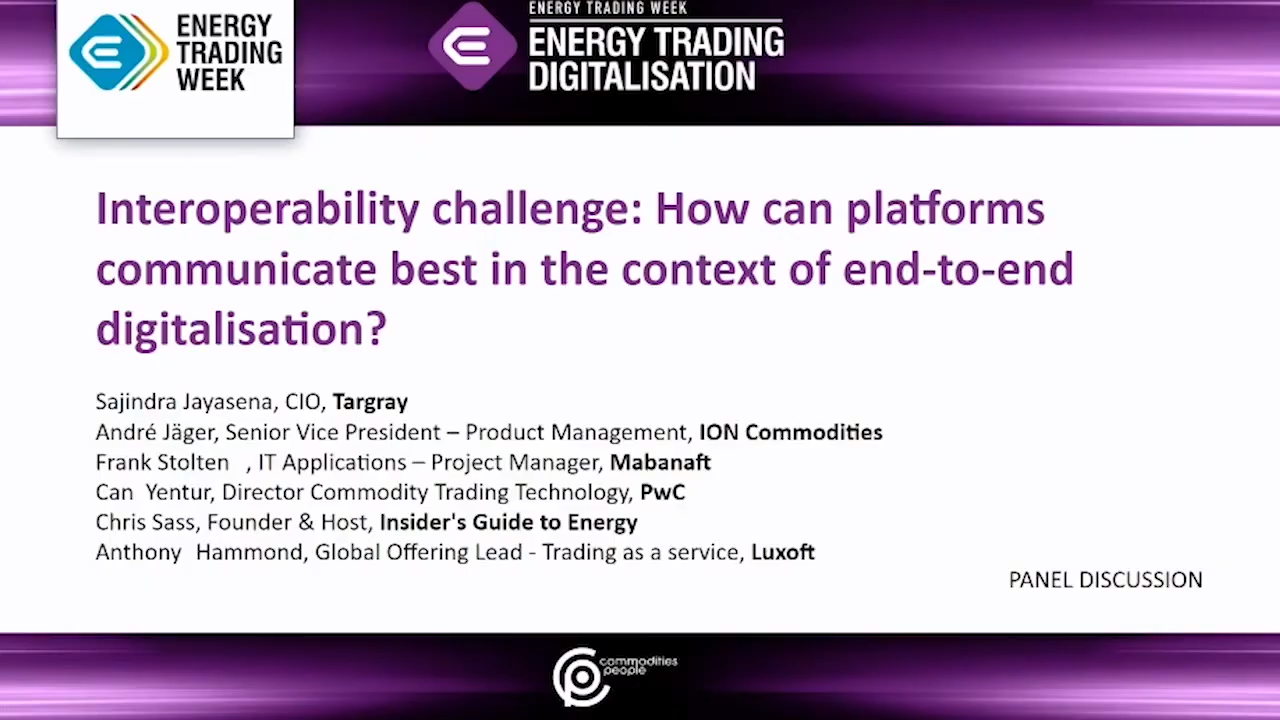 ENERGY
TRADING
WEEK
ENERGY TRADING WEEK
ENERGY TRADING
DIGITALISATION
Interoperability challenge: How can platforms
communicate best in the context of end-to-end
digitalisation?
Sajindra Jayasena, CIO, Targray
André Jäger, Senior Vice President – Product Management, ION Commodities
Frank Stolten , IT Applications – Project Manager, Mabanaft
Can Yentur, Director Commodity Trading Technology, PwC
Chris Sass, Founder & Host, Insider's Guide to Energy
Anthony Hammond, Global Offering Lead - Trading as a service, Luxoft
PANEL DISCUSSION
commodities
people